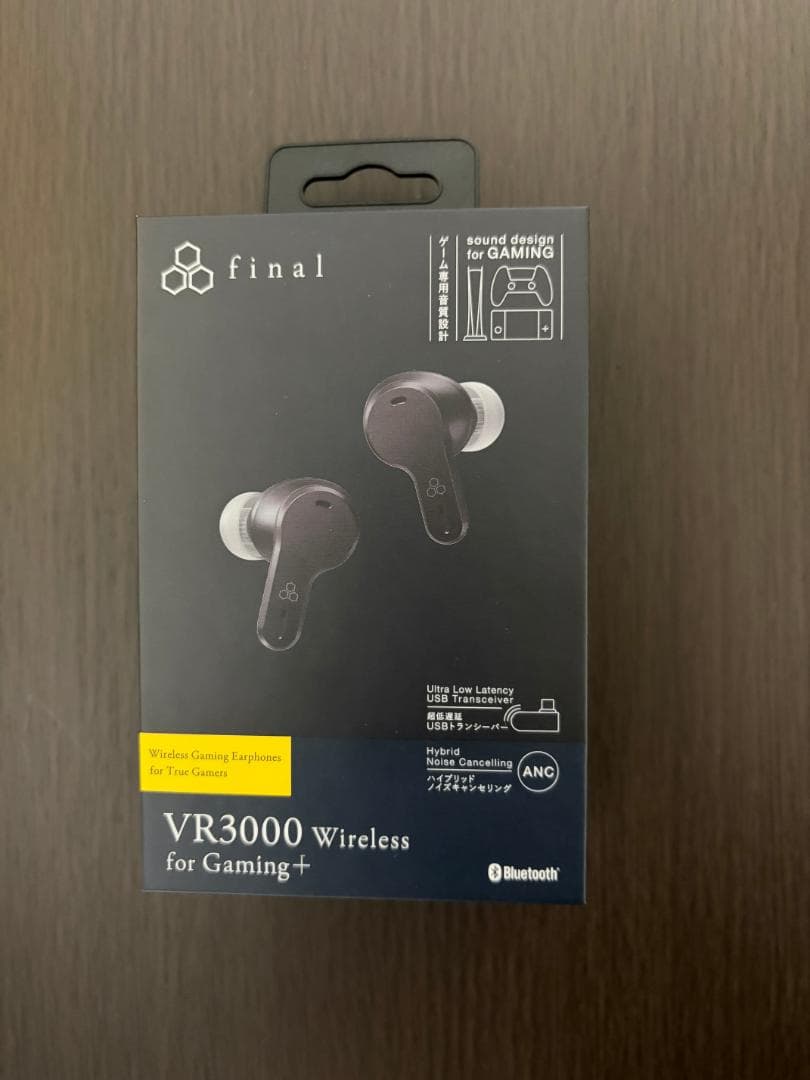 final
ゲーム専用音質設計
sound design
for GAMING
Ultra Low Latency
USB Transceiver
超低遅延
USBトランシーバー
Hybrid
Noise Cancelling
ANC
ハイブリッド
ノイズキャンセリング
Wireless Gaming Earphones
for True Gamers
VR3000 Wireless
for Gaming+
Bluetooth